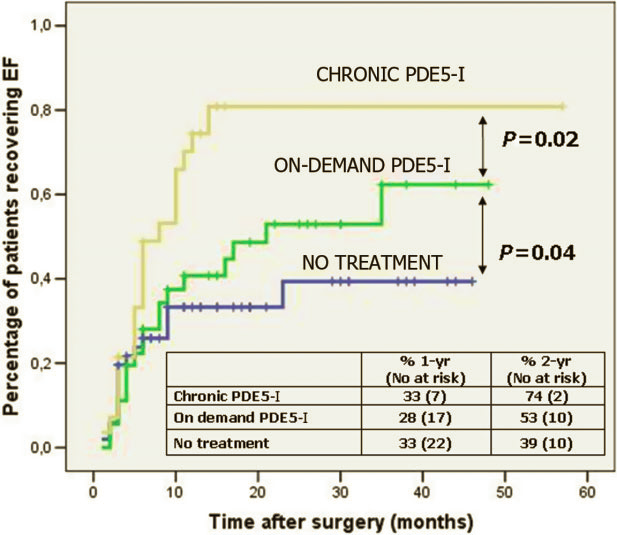 Percentage of patients recovering EF
1,0
0,8
0,6
0,4
0,2
0,0
CHRONIC PDE5-I
P = 0.02
ON-DEMAND PDE5-I
P = 0.04
NO TREATMENT
% 1-yr % 2-yr
(No at risk) (No at risk)
Chronic PDE5-I 33 (7) 74 (2)
On demand PDE5-I 28 (17) 53 (10)
No treatment 33 (22) 39 (10)
0 10 20 30 40 50 60
Time after surgery (months)